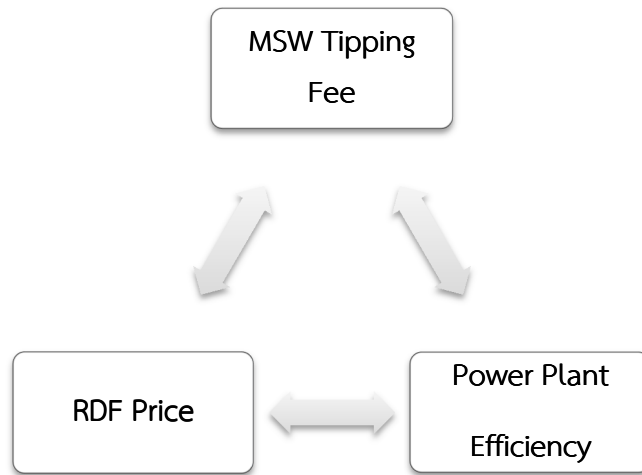 MSW Tipping
Fee
RDF Price
Power Plant
Efficiency